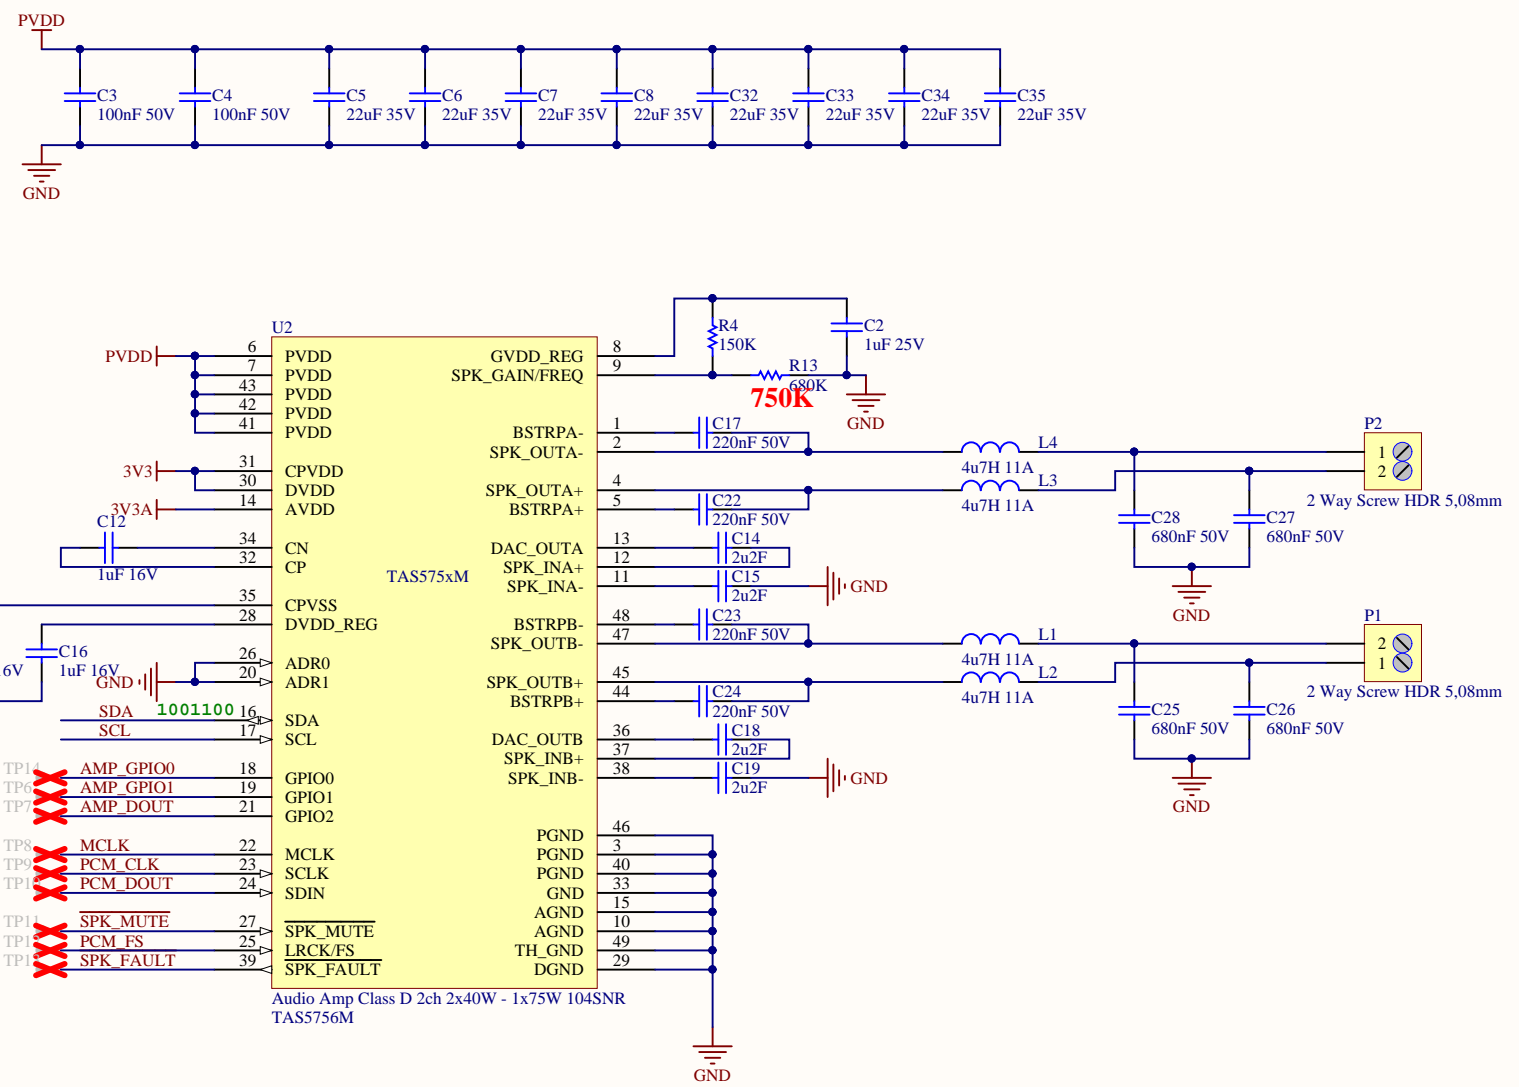 PVDD
C3
100nF 50V
C4
100nF 50V
C5
22uF 35V
C6
22uF 35V
C7
22uF 35V
C8
22uF 35V
C32
22uF 35V
C33
22uF 35V
C34
22uF 35V
C35
22uF 35V
GND
U2
PVDD
6 PVDD
7 PVDD
43 PVDD
42 PVDD
41 PVDD
3V3
31 CPVDD
30 DVDD
3V3A
14 AVDD
C12
1uF 16V
34 CN
32 CP
35 CPVSS
28 DVDD_REG
6V
C16
1uF 16V
GND
26 ADR0
20 ADR1
SDA 1001100 16 SDA
SCL 17 SCL
TP14 AMP_GPIO0 18 GPIO0
TP6 AMP_GPIO1 19 GPIO1
TP7 AMP_DOUT 21 GPIO2
TP8 MCLK 22 MCLK
TP9 PCM_CLK 23 SCLK
PCM_DOUT 24 SDIN
TP11 SPK_MUTE 27 SPK_MUTE
PCM_FS 25 LRCK/FS
SPK_FAULT 39 SPK_FAULT
TAS575xM
GVDD_REG 8
SPK_GAIN/FREQ 9
R4
150K
C2
1uF 25V
R13
680K
750K
GND
BSTRPA- 1
SPK_OUTA- 2
C17
220nF 50V
SPK_OUTA+ 4
BSTRPA+ 5
C22
220nF 50V
DAC_OUTA 13
SPK_INA+ 12
SPK_INA- 11
C14
2u2F
C15
2u2F
GND
BSTRPB- 48
SPK_OUTB- 47
C23
220nF 50V
SPK_OUTB+ 45
BSTRPB+ 44
C24
220nF 50V
DAC_OUTB 36
SPK_INB+ 37
SPK_INB- 38
C18
2u2F
C19
2u2F
GND
PGND 46
PGND 3
PGND 40
GND 33
AGND 15
AGND 10
TH_GND 49
DGND 29
GND
L4
4u7H 11A
L3
4u7H 11A
C28
680nF 50V
C27
680nF 50V
GND
P2
1
2
2 Way Screw HDR 5,08mm
L1
4u7H 11A
L2
4u7H 11A
C25
680nF 50V
C26
680nF 50V
GND
P1
2
1
2 Way Screw HDR 5,08mm
Audio Amp Class D 2ch 2x40W - 1x75W 104SNR
TAS5756M